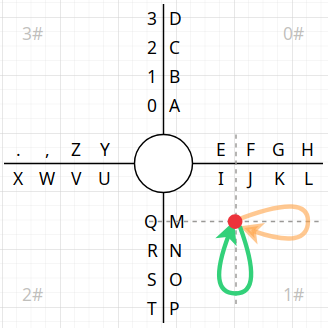 3 D
3# 2 C 0#
1 B
0 A
. , Z Y E F G H
X W V U I J K L
Q M
R N
S O
2# T P 1#